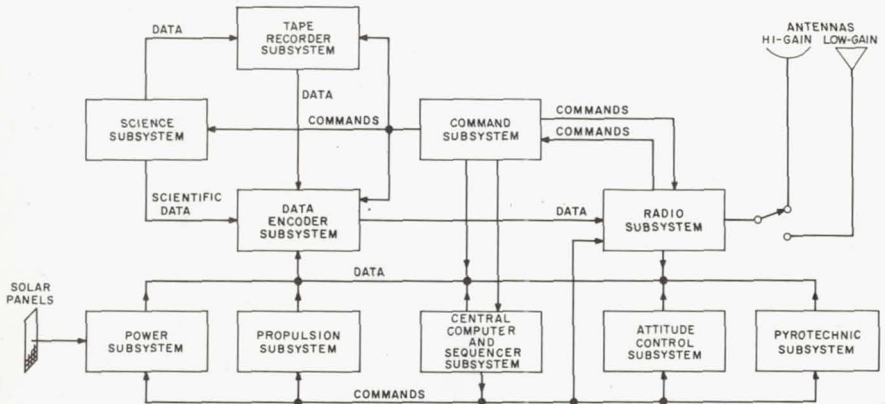 DATA
TAPE
RECORDER
SUBSYSTEM
ANTENNAS
HI-GAIN LOW-GAIN
DATA
SCIENCE
SUBSYSTEM
COMMANDS
COMMAND
SUBSYSTEM
COMMANDS
COMMANDS
SCIENTIFIC
DATA
DATA
ENCODER
SUBSYSTEM
DATA
RADIO
SUBSYSTEM
DATA
SOLAR
PANELS
POWER
SUBSYSTEM
PROPULSION
SUBSYSTEM
CENTRAL
COMPUTER
AND
SEQUENCER
SUBSYSTEM
ATTITUDE
CONTROL
SUBSYSTEM
PYROTECHNIC
SUBSYSTEM
COMMANDS